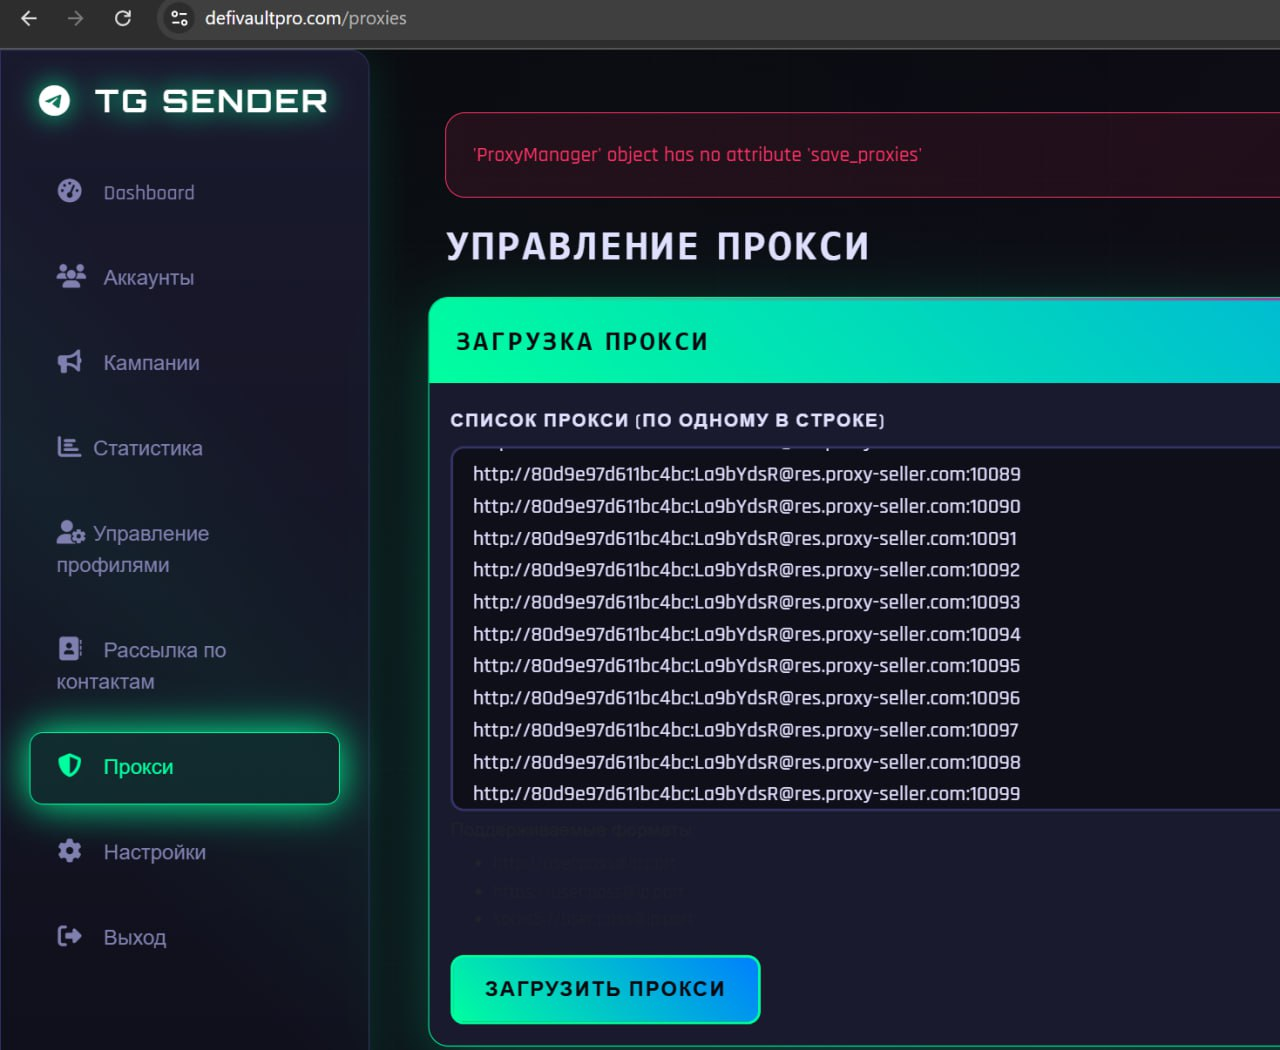 defivaultpro.com/proxies
TG SENDER
Dashboard
Аккаунты
Кампании
Статистика
Управление
профилями
Рассылка по
контактам
Прокси
Настройки
Выход
'ProxyManager' object has no attribute 'save_proxies'
УПРАВЛЕНИЕ ПРОКСИ
ЗАГРУЗКА ПРОКСИ
СПИСОК ПРОКСИ (ПО ОДНОМУ В СТРОКЕ)
http://80d9e97d611bc4bc:La9bYdsR@res.proxy-seller.com:10089
http://80d9e97d611bc4bc:La9bYdsR@res.proxy-seller.com:10090
http://80d9e97d611bc4bc:La9bYdsR@res.proxy-seller.com:10091
http://80d9e97d611bc4bc:La9bYdsR@res.proxy-seller.com:10092
http://80d9e97d611bc4bc:La9bYdsR@res.proxy-seller.com:10093
http://80d9e97d611bc4bc:La9bYdsR@res.proxy-seller.com:10094
http://80d9e97d611bc4bc:La9bYdsR@res.proxy-seller.com:10095
http://80d9e97d611bc4bc:La9bYdsR@res.proxy-seller.com:10096
http://80d9e97d611bc4bc:La9bYdsR@res.proxy-seller.com:10097
http://80d9e97d611bc4bc:La9bYdsR@res.proxy-seller.com:10098
http://80d9e97d611bc4bc:La9bYdsR@res.proxy-seller.com:10099
Поддерживаемые форматы:
ЗАГРУЗИТЬ ПРОКСИ